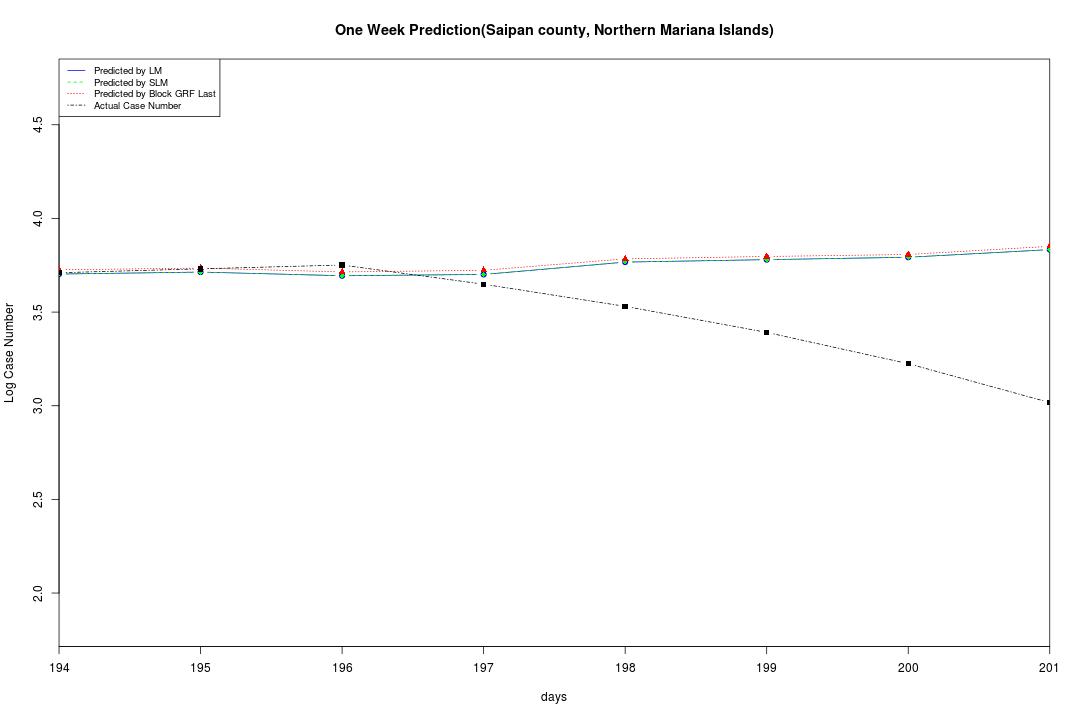 One Week Prediction(Saipan county, Northern Mariana Islands)
Predicted by LM
Predicted by SLM
Predicted by Block GRF Last
Actual Case Number
Log Case Number
4.5
4.0
3.5
3.0
2.5
2.0
194 195 196 197 198 199 200 201
days